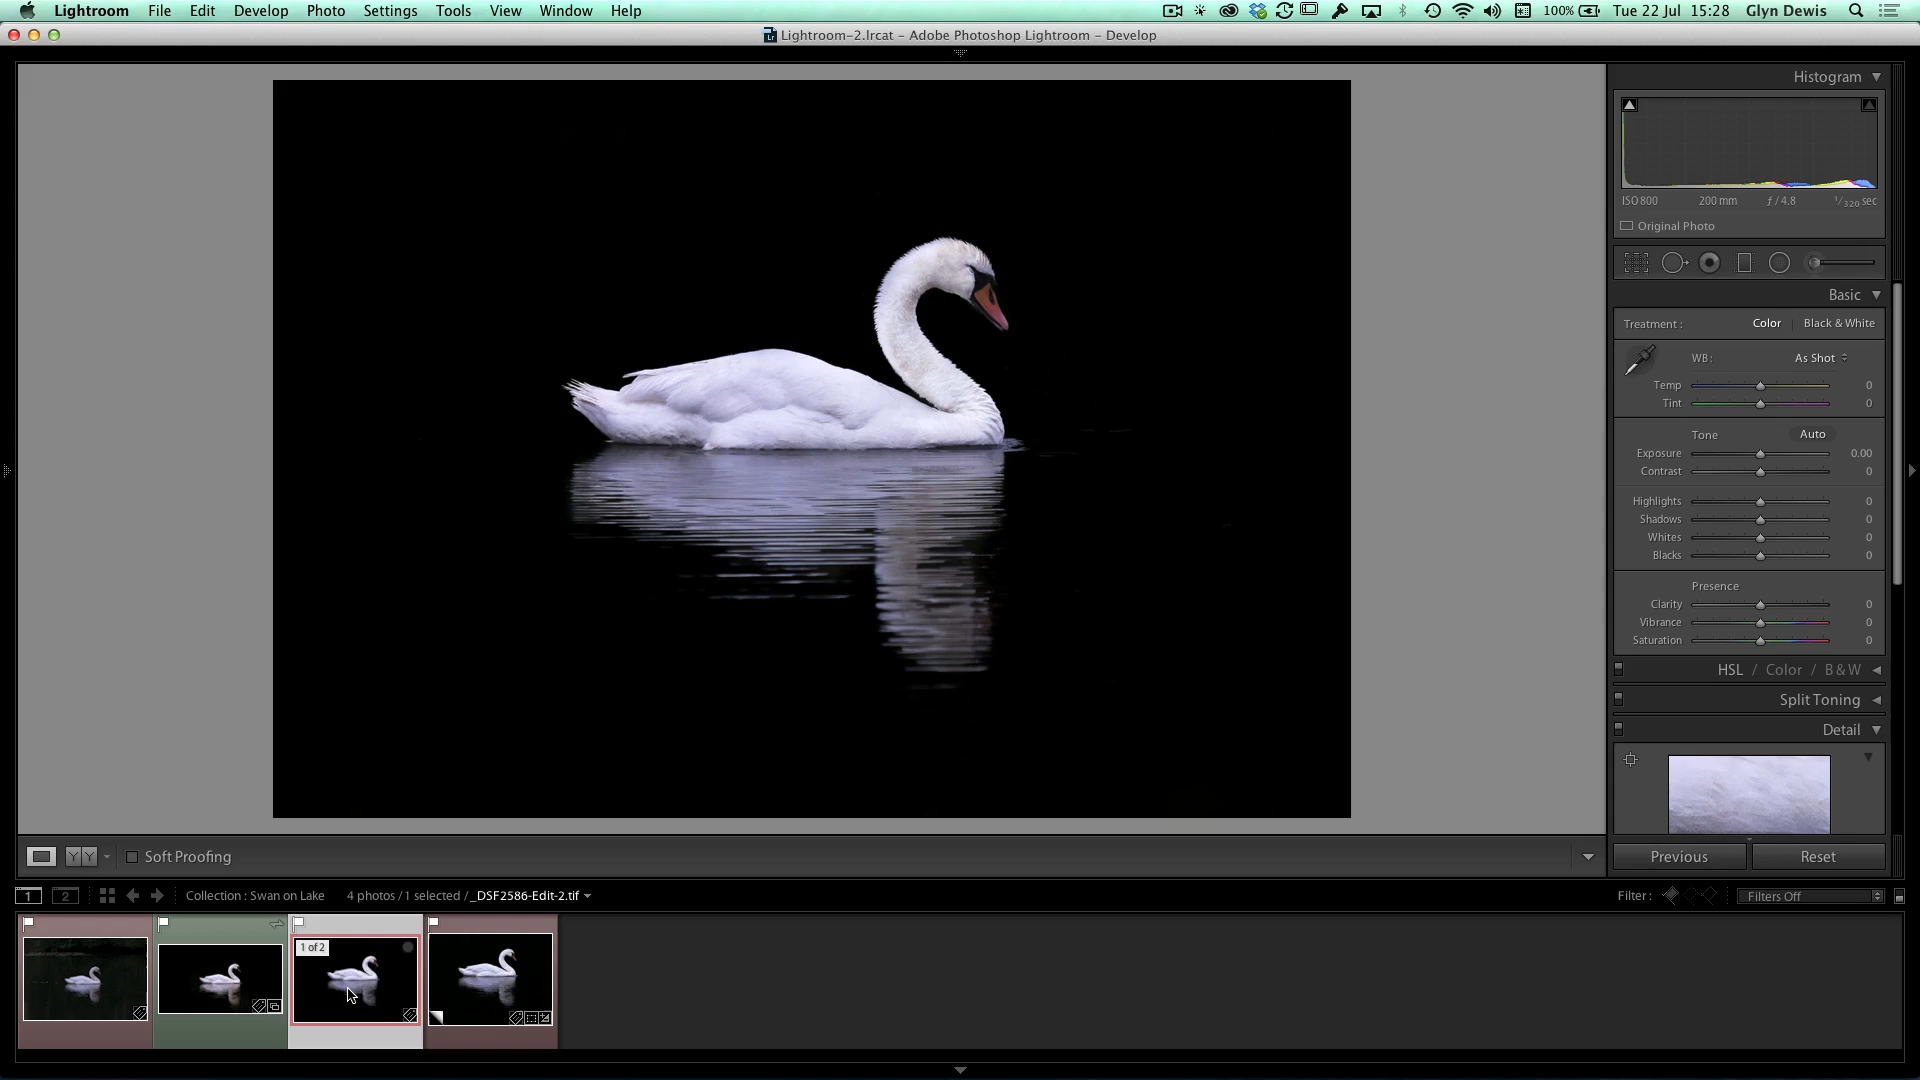 Lightroom File Edit Develop Photo Settings Tools View Window Help 100% Tue 22 Jul 15:28 Glyn Dewis
Lightroom-2.lrcat - Adobe Photoshop Lightroom - Develop
Histogram
ISO 800 200 mm ƒ / 4.8 1/320 sec
Original Photo
Basic
Treatment : Color Black & White
WB : As Shot
Temp 0
Tint 0
Tone Auto
Exposure 0.00
Contrast 0
Highlights 0
Shadows 0
Whites 0
Blacks 0
Presence
Clarity 0
Vibrance 0
Saturation 0
HSL / Color / B & W
Split Toning
Detail
Y Y Soft Proofing
Previous Reset
1 2 Collection : Swan on Lake 4 photos / 1 selected / _DSF2586-Edit-2.tif Filter : Filters Off
1 of 2